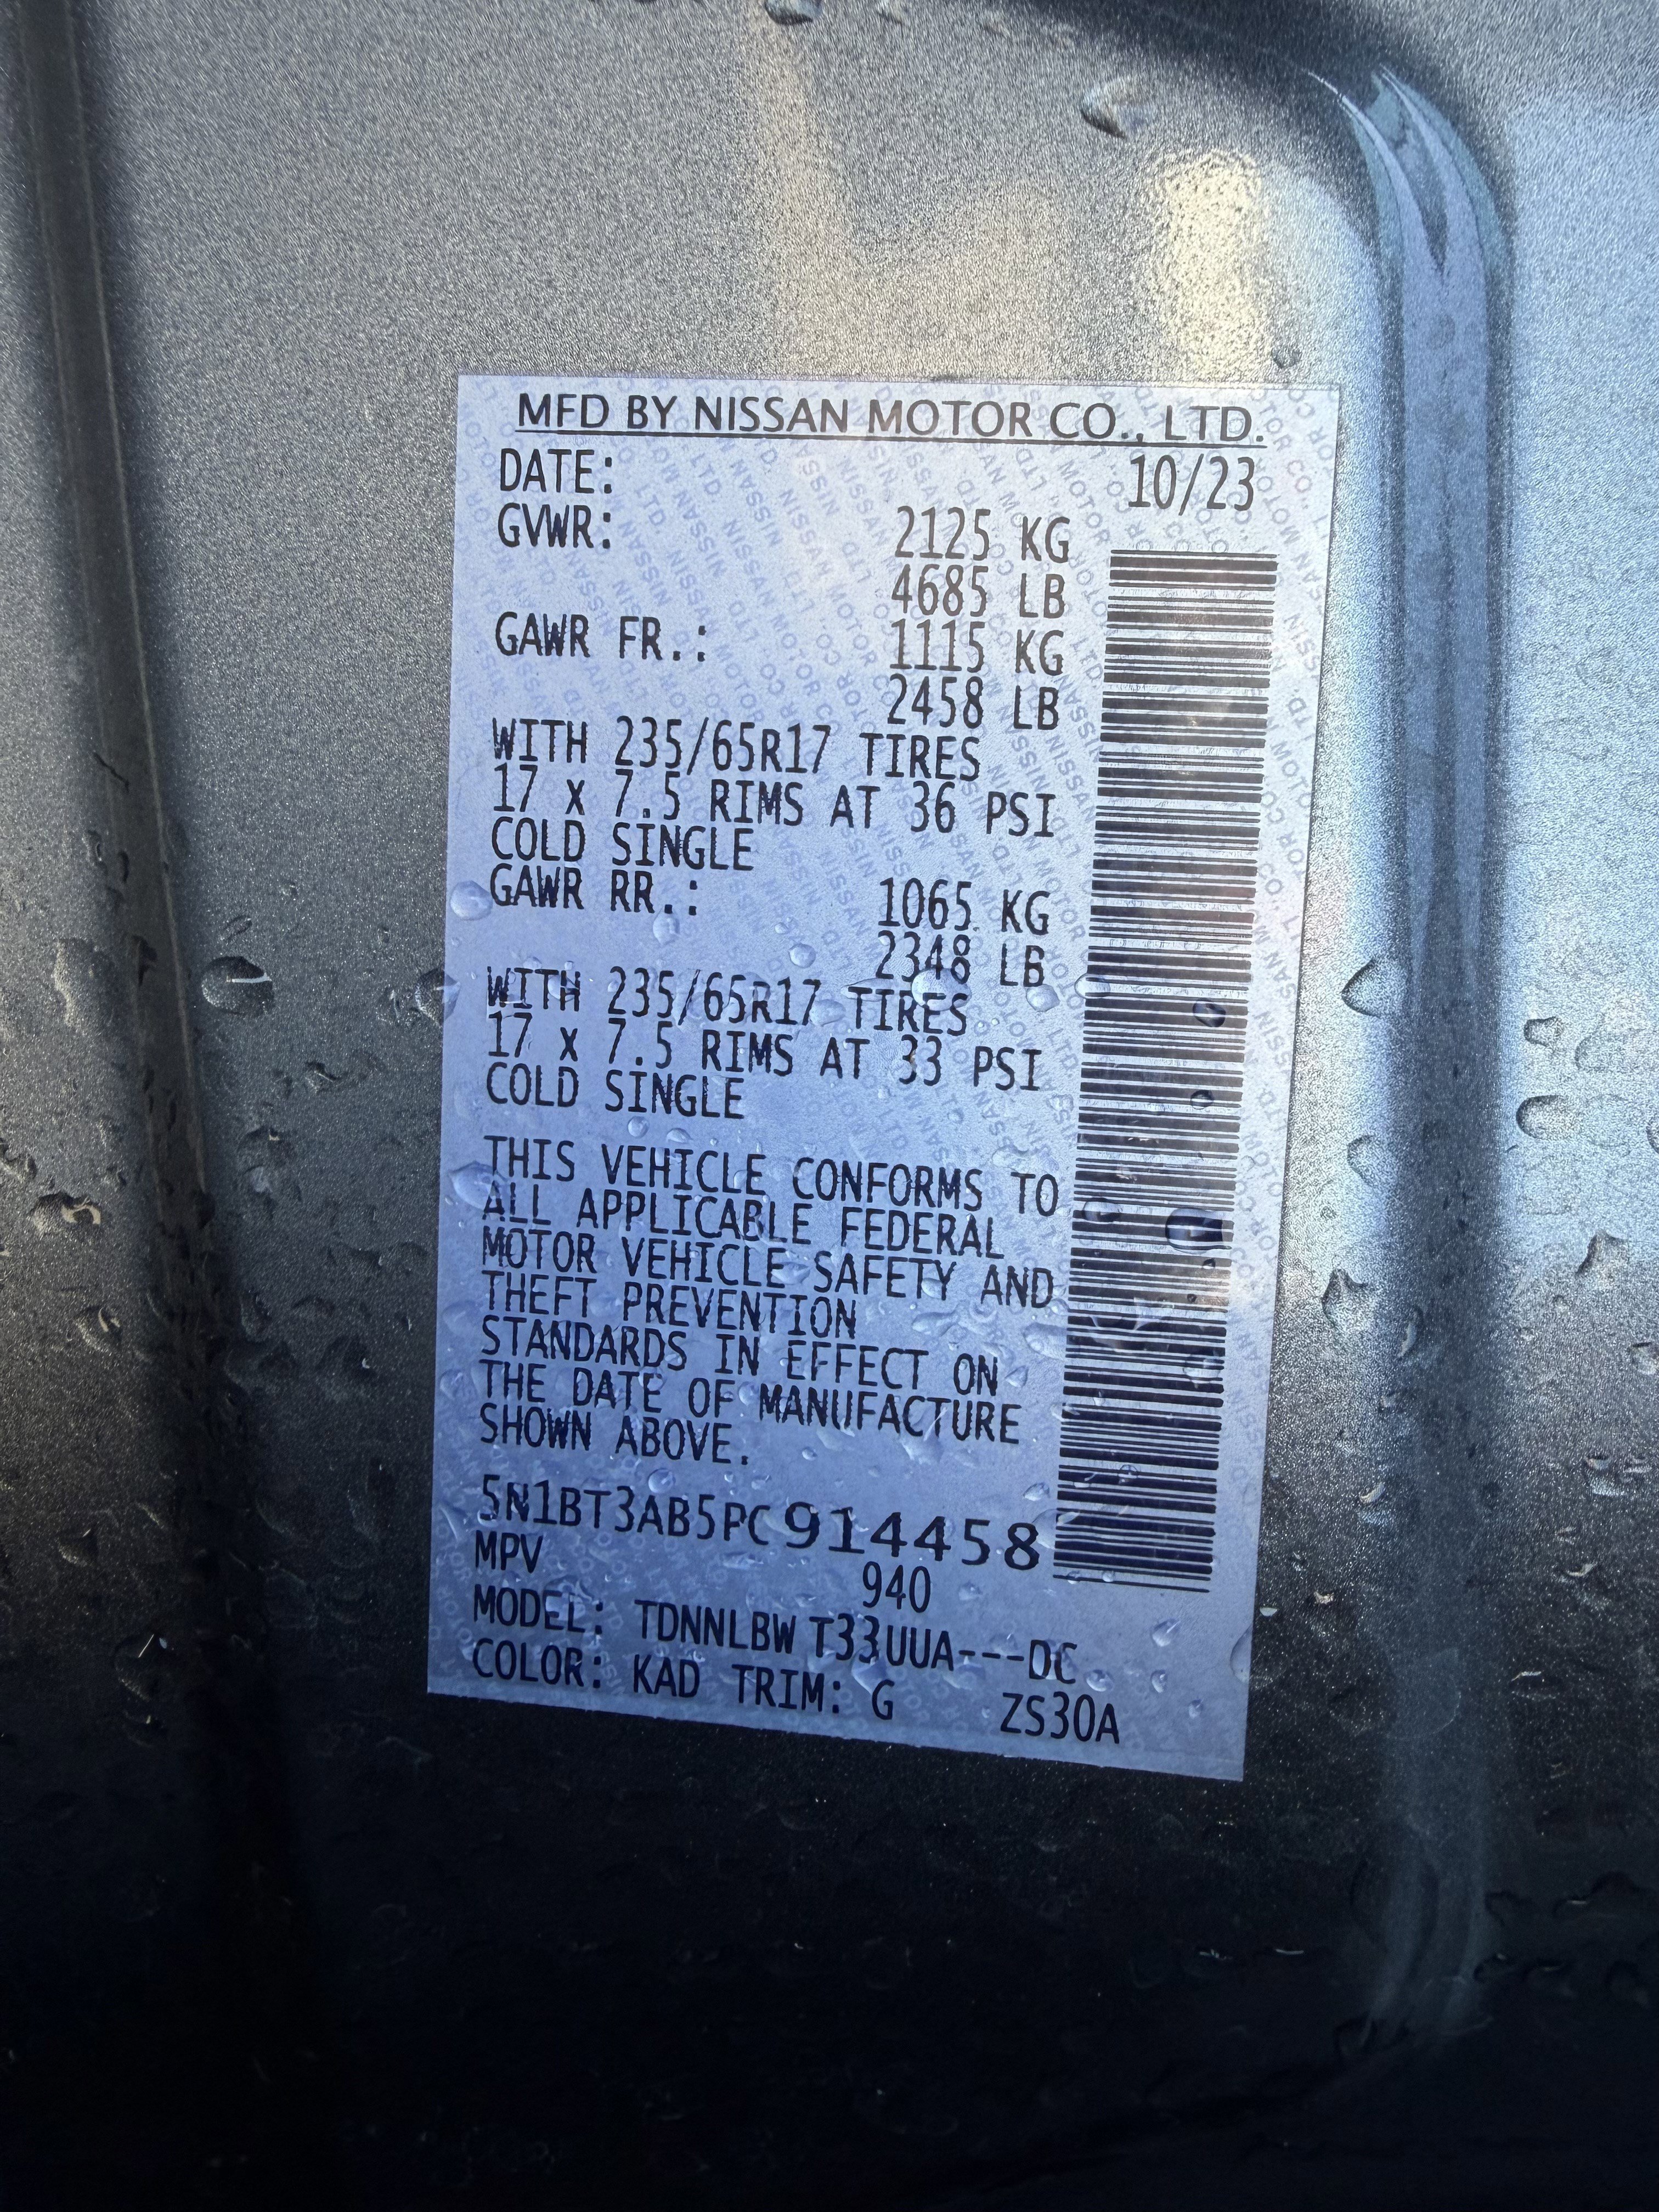 MFD BY NISSAN MOTOR CO., LTD.
DATE: 10/23
GVWR: 2125 KG
4685 LB
GAWR FR.: 1115 KG
2458 LB
WITH 235/65R17 TIRES
17 x 7.5 RIMS AT 36 PSI
COLD SINGLE
GAWR RR.: 1065 KG
2348 LB
WITH 235/65R17 TIRES
17 x 7.5 RIMS AT 33 PSI
COLD SINGLE
THIS VEHICLE CONFORMS TO
ALL APPLICABLE FEDERAL
MOTOR VEHICLE SAFETY AND
THEFT PREVENTION
STANDARDS IN EFFECT ON
THE DATE OF MANUFACTURE
SHOWN ABOVE.
5N1BT3AB5PC914458
MPV 940
MODEL: TDNNLBW T33UUA---DC
COLOR: KAD TRIM: G ZS30A